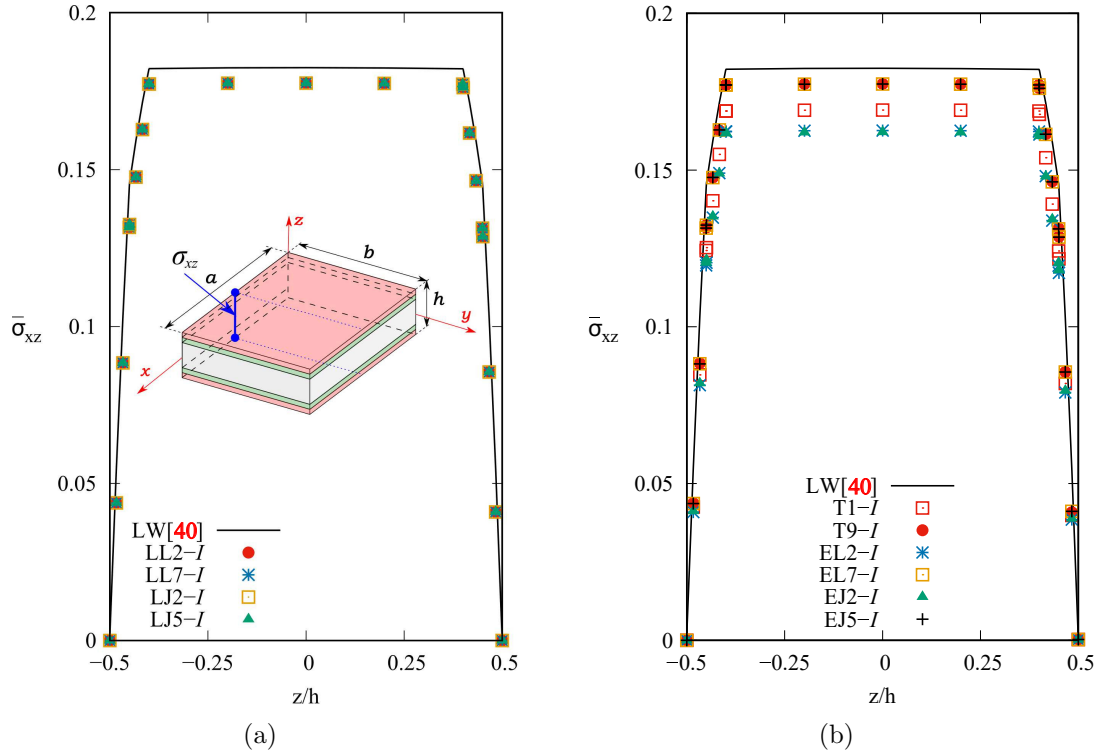 0.2
0.15
0.1
0.05
0
σ̄xz
−0.5
−0.25
0
0.25
0.5
z/h
σxz
a
b
h
z
y
x
LW[40]
LL2−I
LL7−I
LJ2−I
LJ5−I
(a)
0.2
0.15
0.1
0.05
0
σ̄xz
−0.5
−0.25
0
0.25
0.5
z/h
LW[40]
T1−I
T9−I
EL2−I
EL7−I
EJ2−I
EJ5−I
(b)